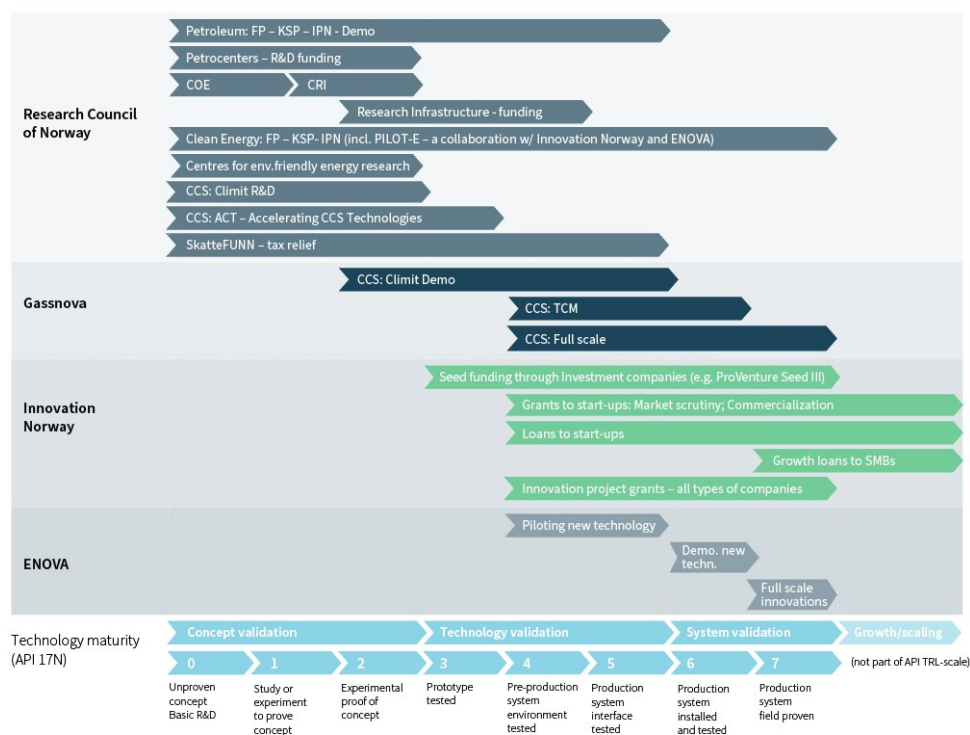 Research Council
of Norway
Petroleum: FP – KSP – IPN - Demo
Petrocenters – R&D funding
COE
CRI
Research Infrastructure - funding
Clean Energy: FP – KSP- IPN (incl. PILOT-E – a collaboration w/ Innovation Norway and ENOVA)
Centres for env.friendly energy research
CCS: Climit R&D
CCS: ACT – Accelerating CCS Technologies
SkatteFUNN – tax relief
Gassnova
CCS: Climit Demo
CCS: TCM
CCS: Full scale
Innovation
Norway
Seed funding through Investment companies (e.g. ProVenture Seed III)
Grants to start-ups: Market scrutiny; Commercialization
Loans to start-ups
Growth loans to SMBs
Innovation project grants – all types of companies
ENOVA
Piloting new technology
Demo. new
techn.
Full scale
innovations
Technology maturity
(API 17N)
Concept validation
Technology validation
System validation
Growth/scaling
0
1
2
3
4
5
6
7
(not part of API TRL-scale)
Unproven
concept
Basic R&D
Study or
experiment
to prove
concept
Experimental
proof of
concept
Prototype
tested
Pre-production
system
environment
tested
Production
system
interface
tested
Production
system
installed
and tested
Production
system
field proven